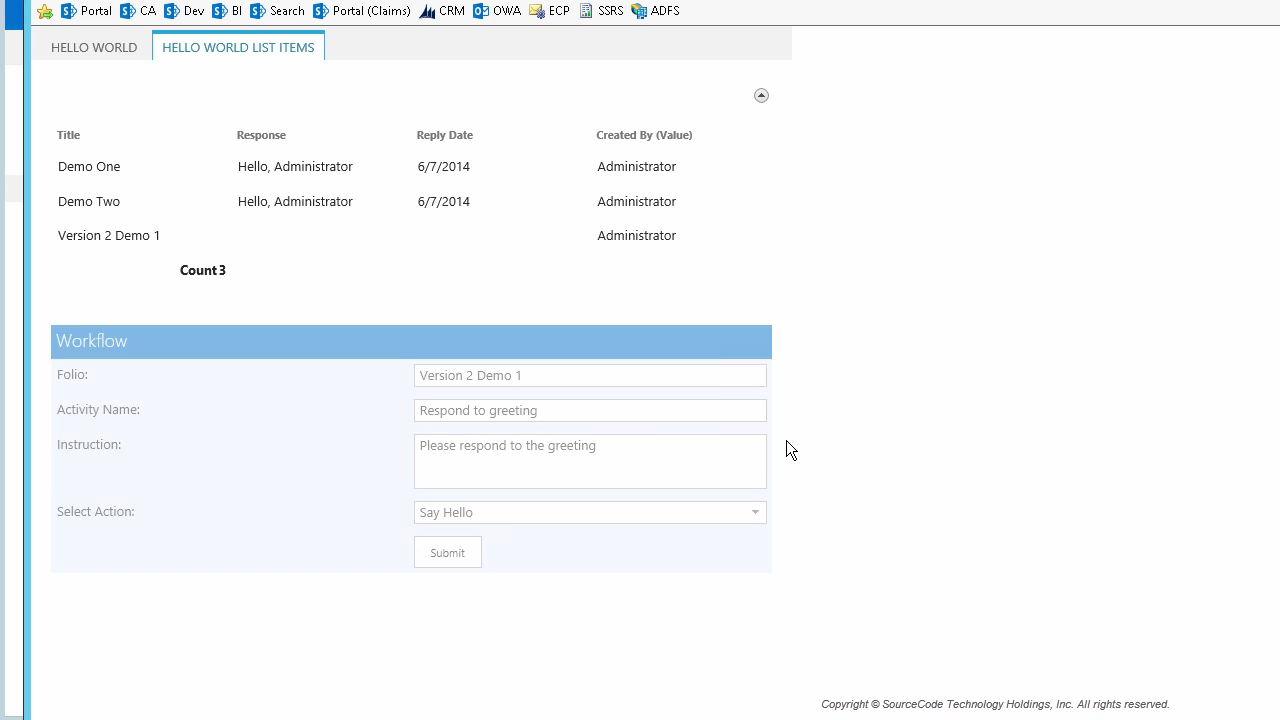 Portal CA Dev BI Search Portal (Claims) CRM OWA ECP SSRS ADFS
HELLO WORLD HELLO WORLD LIST ITEMS
Title Response Reply Date Created By (Value)
Demo One Hello, Administrator 6/7/2014 Administrator
Demo Two Hello, Administrator 6/7/2014 Administrator
Version 2 Demo 1 Administrator
Count 3
Workflow
Folio: Version 2 Demo 1
Activity Name: Respond to greeting
Instruction: Please respond to the greeting
Select Action: Say Hello
Submit
Copyright © SourceCode Technology Holdings, Inc. All rights reserved.